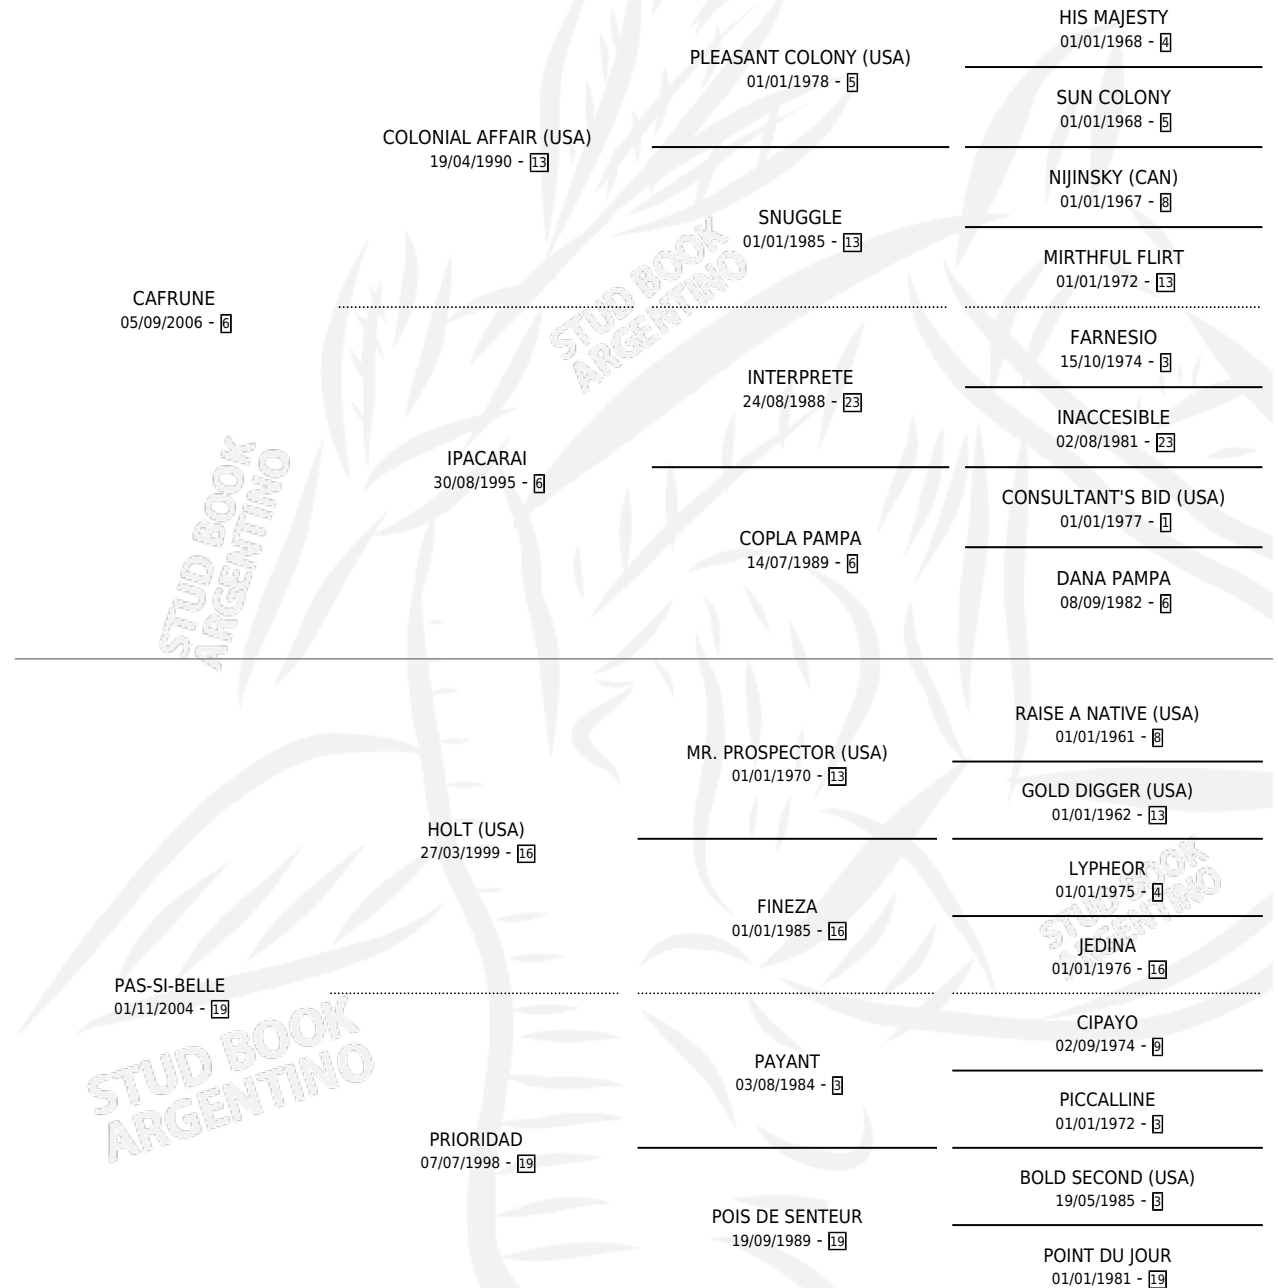 HIS MAJESTY
01/01/1968 - 4
PLEASANT COLONY (USA)
01/01/1978 - 5
SUN COLONY
01/01/1968 - 5
COLONIAL AFFAIR (USA)
19/04/1990 - 13
NIJINSKY (CAN)
01/01/1967 - 8
SNUGGLE
01/01/1985 - 13
MIRTHFUL FLIRT
01/01/1972 - 13
CAFRUNE
05/09/2006 - 6
FARNESIO
15/10/1974 - 3
INTERPRETE
24/08/1988 - 23
INACCESIBLE
02/08/1981 - 23
IPACARAI
30/08/1995 - 6
CONSULTANT'S BID (USA)
01/01/1977 - 1
COPLA PAMPA
14/07/1989 - 6
DANA PAMPA
08/09/1982 - 6
RAISE A NATIVE (USA)
01/01/1961 - 8
MR. PROSPECTOR (USA)
01/01/1970 - 13
GOLD DIGGER (USA)
01/01/1962 - 13
HOLT (USA)
27/03/1999 - 16
LYPHEOR
01/01/1975 - 4
FINEZA
01/01/1985 - 16
JEDINA
01/01/1976 - 16
PAS-SI-BELLE
01/11/2004 - 19
CIPAYO
02/09/1974 - 9
PAYANT
03/08/1984 - 3
PICCALLINE
01/01/1972 - 3
PRIORIDAD
07/07/1998 - 19
BOLD SECOND (USA)
19/05/1985 - 3
POIS DE SENTEUR
19/09/1989 - 19
POINT DU JOUR
01/01/1981 - 19
STUD BOOK
ARGENTINO
STUD BOOK
ARGENTINO
STUD BOOK
ARGENTINO
STUD BOOK
ARGENTINO